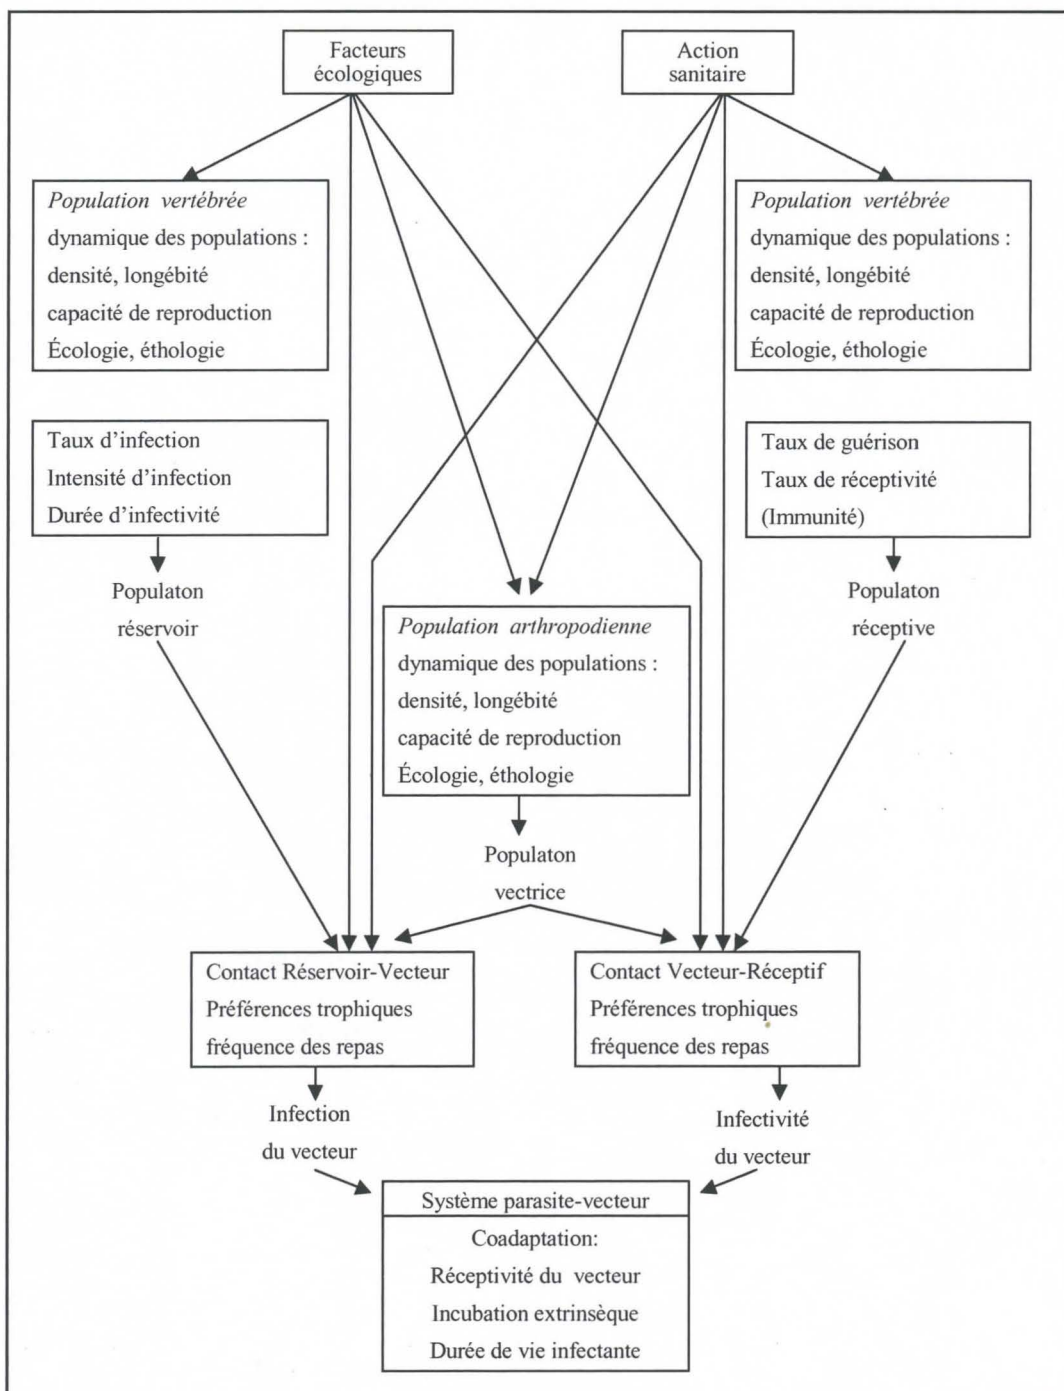 Facteurs
écologiques
Action
sanitaire
Population vertébrée
dynamique des populations :
densité, longébité
capacité de reproduction
Écologie, éthologie
Population vertébrée
dynamique des populations :
densité, longébité
capacité de reproduction
Écologie, éthologie
Taux d’infection
Intensité d’infection
Durée d’infectivité
Taux de guérison
Taux de réceptivité
(Immunité)
Populaton
réservoir
Populaton
réceptive
Population arthropodienne
dynamique des populations :
densité, longébité
capacité de reproduction
Écologie, éthologie
Populaton
vectrice
Contact Réservoir-Vecteur
Préférences trophiques
fréquence des repas
Contact Vecteur-Réceptif
Préférences trophiques
fréquence des repas
Infection
du vecteur
Infectivité
du vecteur
Système parasite-vecteur
Coadaptation:
Réceptivité du vecteur
Incubation extrinsèque
Durée de vie infectante